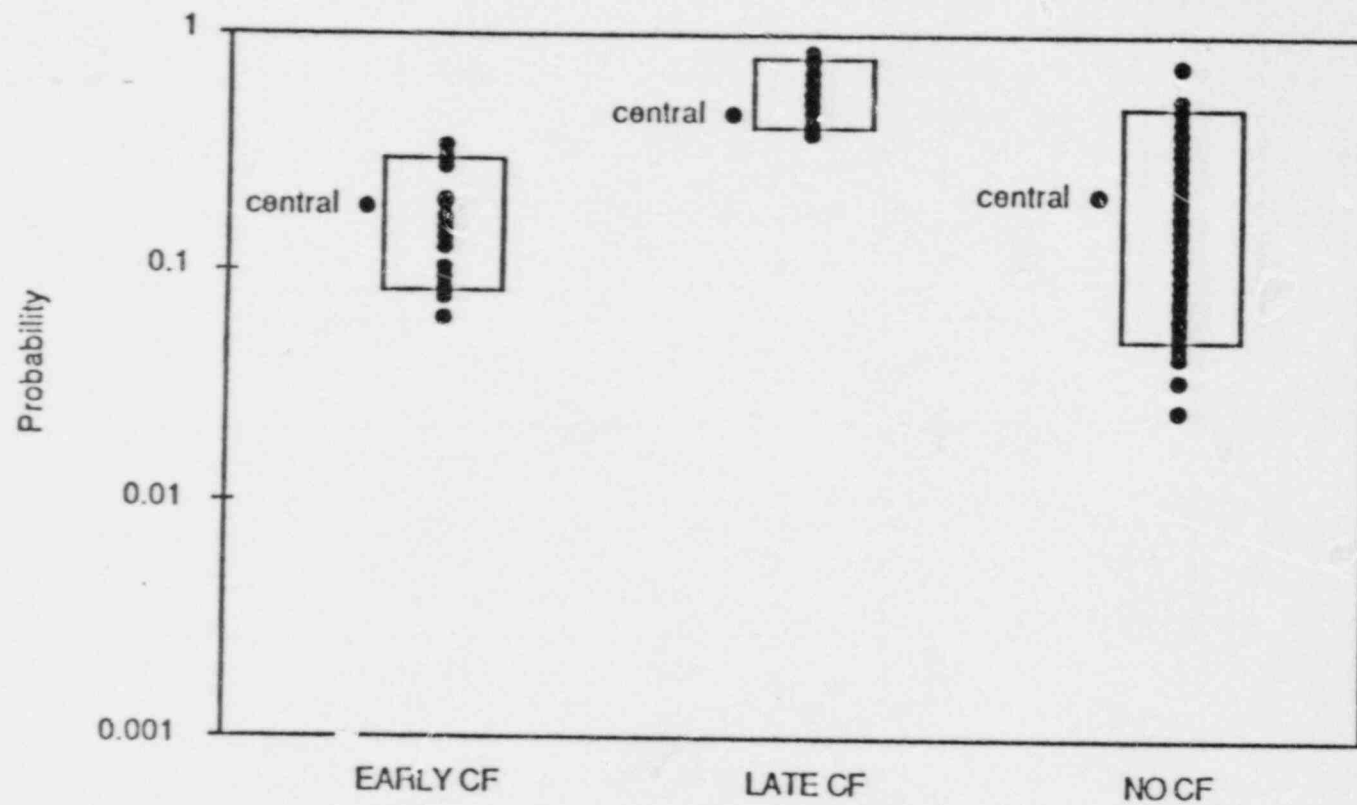 1
central
central
central
0.1
Probability
0.01
0.001
EARLY CF
LATE CF
NO CF